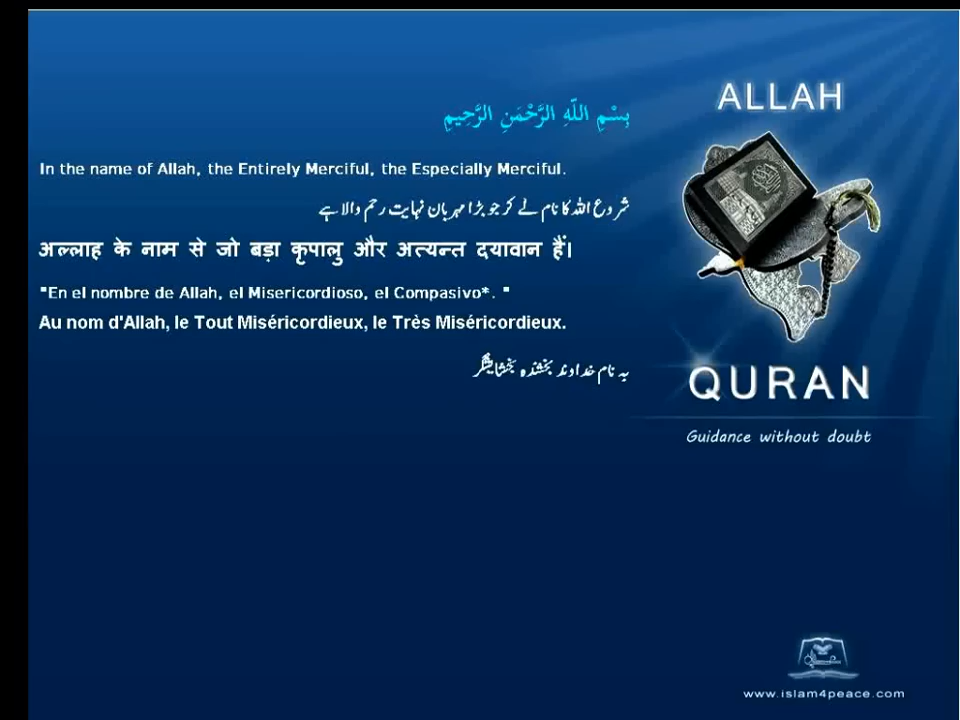 بِسْمِ اللّهِ الرَّحْمَنِ الرَّحِيمِ
In the name of Allah, the Entirely Merciful, the Especially Merciful.
شروع الله کا نام لے کر جو بڑا مہربان نہایت رحم والا ہے
अल्लाह के नाम से जो बड़ा कृपालु और अत्यन्त दयावान हैं।
"En el nombre de Allah, el Misericordioso, el Compasivo*. "
Au nom d'Allah, le Tout Miséricordieux, le Très Miséricordieux.
به نام خداوند بخشنده بخشایشگر
ALLAH
QURAN
Guidance without doubt
www.islam4peace.com